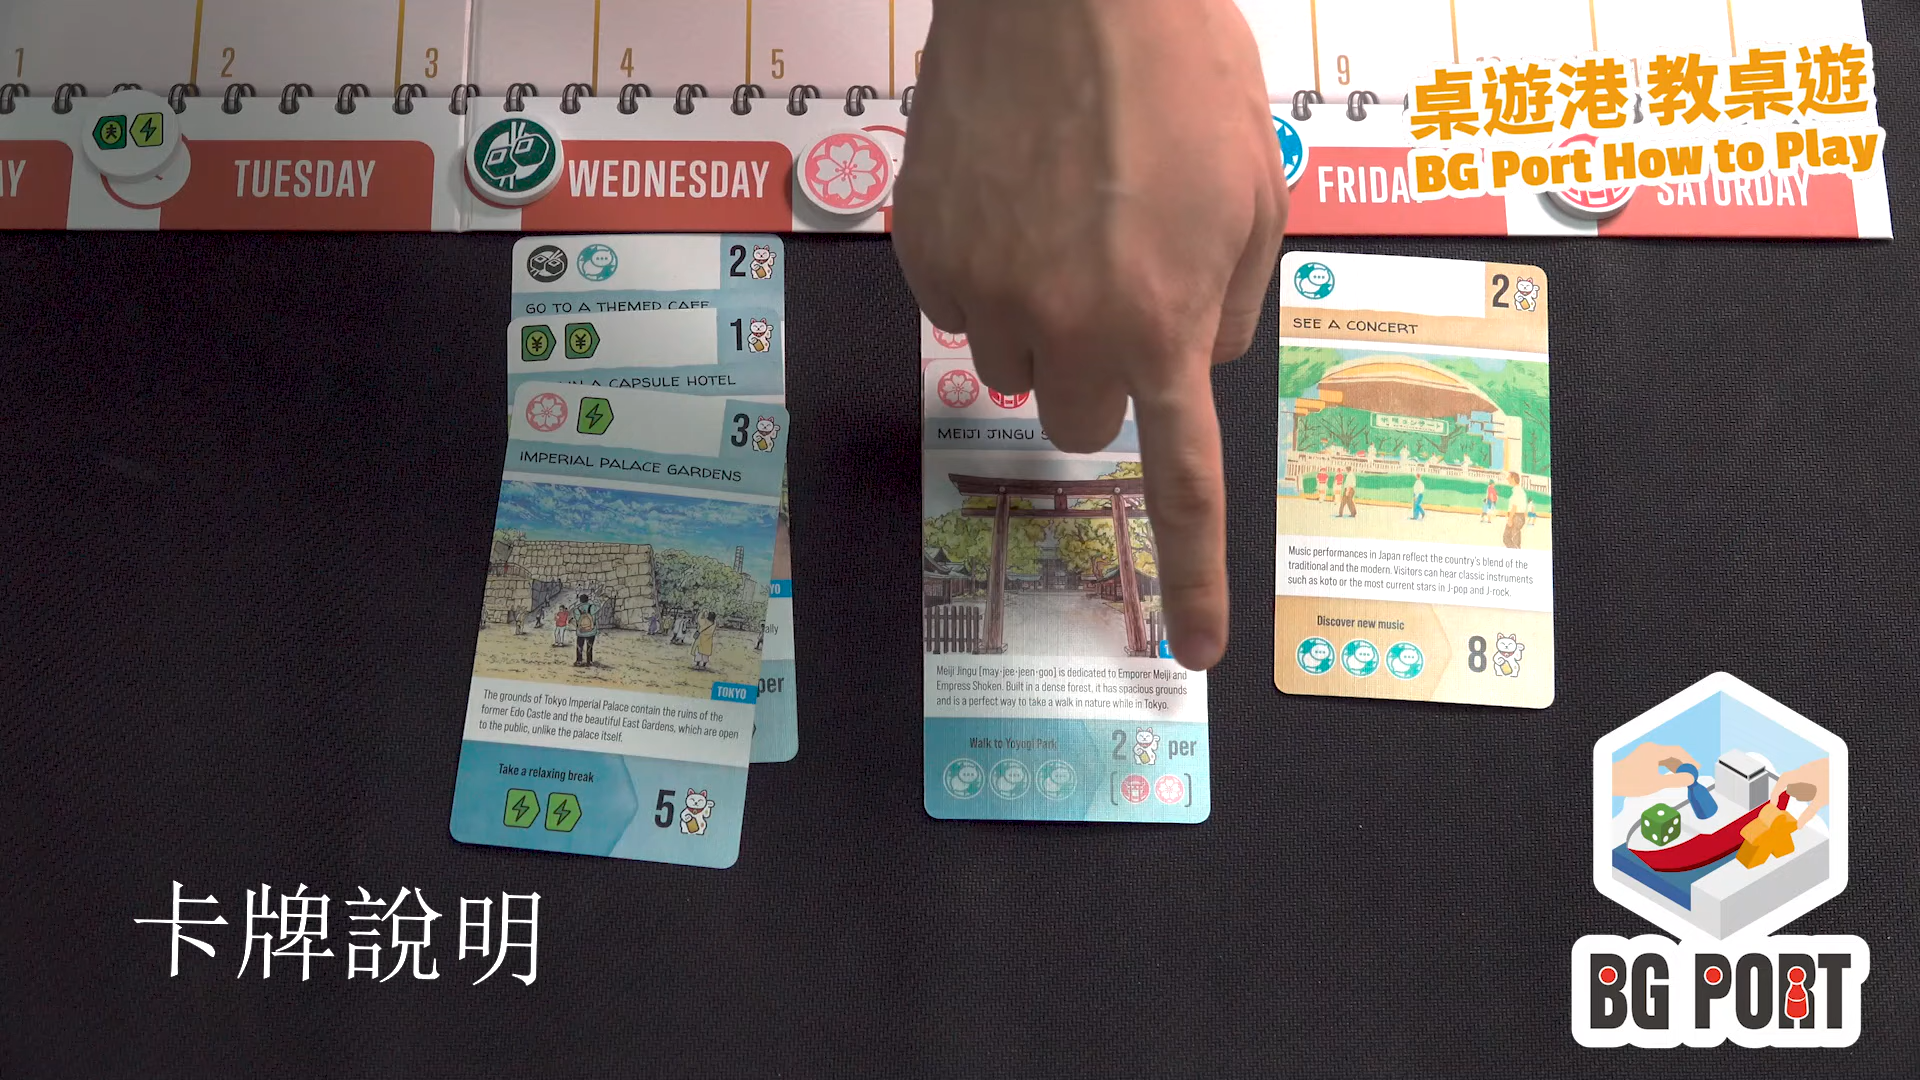 1
2
3
4
5
9
桌遊港 教桌遊
BG Port How to Play
TUESDAY
WEDNESDAY
SATURDAY
2
GO TO A THEMED CAFE
1
IN A CAPSULE HOTEL
3
IMPERIAL PALACE GARDENS
TOKYO
The grounds of Tokyo Imperial Palace contain the ruins of the
former Edo Castle and the beautiful East Gardens, which are open
to the public, unlike the palace itself.
Take a relaxing break
5
per
MEIJI JINGU
Meiji Jingu (may·jee·jeen·goo) is dedicated to Emporer Meiji and
Empress Shoken. Built in a dense forest, it has spacious grounds
and is a perfect way to take a walk in nature while in Tokyo.
Walk to Yoyogi Park
2 per
2
SEE A CONCERT
Music performances in Japan reflect the country's blend of the
traditional and the modern. Visitors can hear classic instruments
such as koto or the most current stars in J-pop and J-rock.
Discover new music
8
卡牌說明
BG PORT